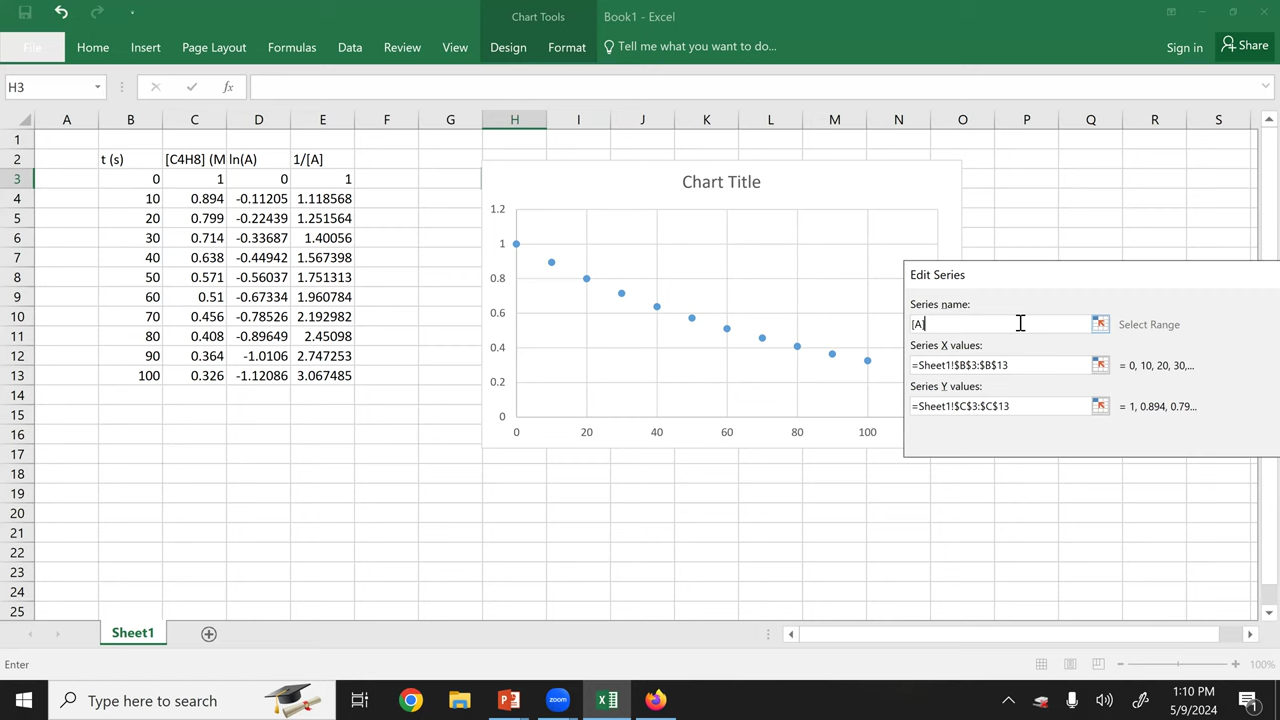 Chart Tools
Book1 - Excel
File
Home
Insert
Page Layout
Formulas
Data
Review
View
Design
Format
Tell me what you want to do...
Sign in
Share
H3
fx
A B C D E F G H I J K L M N O P Q R S
1
2 t (s) [C4H8] (M ln(A) 1/[A]
3 0 1 0 1
4 10 0.894 -0.11205 1.118568
5 20 0.799 -0.22439 1.251564
6 30 0.714 -0.33687 1.40056
7 40 0.638 -0.44942 1.567398
8 50 0.571 -0.56037 1.751313
9 60 0.51 -0.67334 1.960784
10 70 0.456 -0.78526 2.192982
11 80 0.408 -0.89649 2.45098
12 90 0.364 -1.0106 2.747253
13 100 0.326 -1.12086 3.067485
14
15
16
17
18
19
20
21
22
23
24
25
Chart Title
1.2
1
0.8
0.6
0.4
0.2
0
0 20 40 60 80 100
Edit Series
Series name:
[A]
Select Range
Series X values:
=Sheet1!$B$3:$B$13
= 0, 10, 20, 30,...
Series Y values:
=Sheet1!$C$3:$C$13
= 1, 0.894, 0.79...
Sheet1
Enter
100%
Type here to search
zoom
1:10 PM
5/9/2024
1